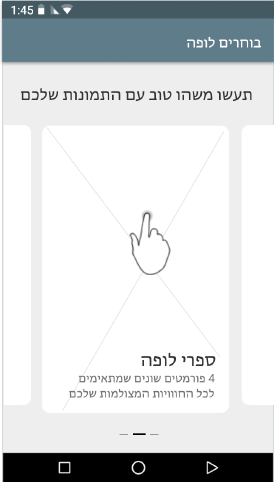 1:45
בוחרים לופה
תעשו משהו טוב עם התמונות שלכם
ספרי לופה
4 פורמטים שונים שמתאימים
לכל החוויות המצולמות שלכם